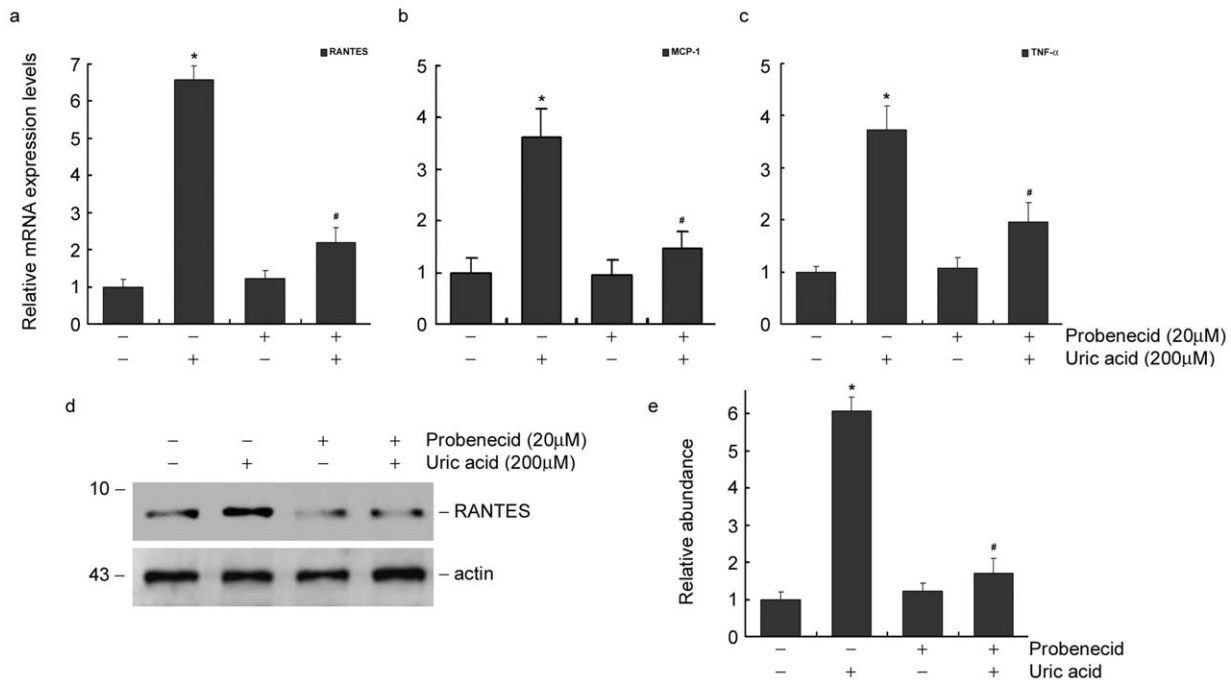 a
RANTES
Relative mRNA expression levels
7
6
5
4
3
2
1
0
*
#
– – + +
– + – +
b
MCP-1
5
4
3
2
1
0
*
#
– – + +
– + – +
c
TNF-α
5
4
3
2
1
0
*
#
– – + + Probenecid (20µM)
– + – + Uric acid (200µM)
d
– – + + Probenecid (20µM)
– + – + Uric acid (200µM)
10 –
– RANTES
43 – – actin
e
Relative abundance
6
5
4
3
2
1
0
*
#
– – + + Probenecid
– + – + Uric acid